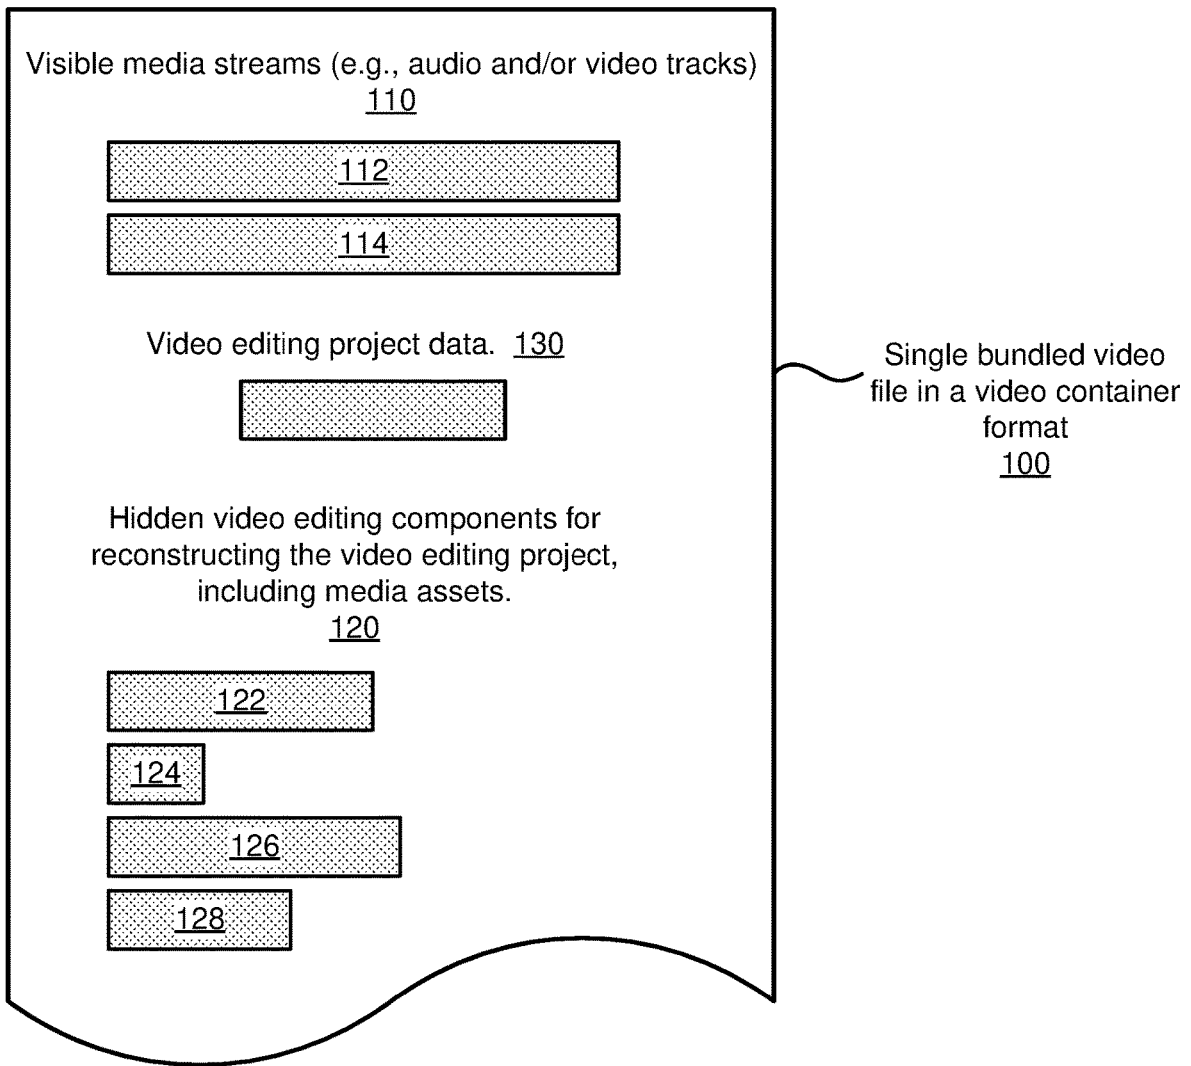 Visible media streams (e.g., audio and/or video tracks)
110
112
114
Video editing project data. 130
Single bundled video
file in a video container
format
100
Hidden video editing components for
reconstructing the video editing project,
including media assets.
120
122
124
126
128